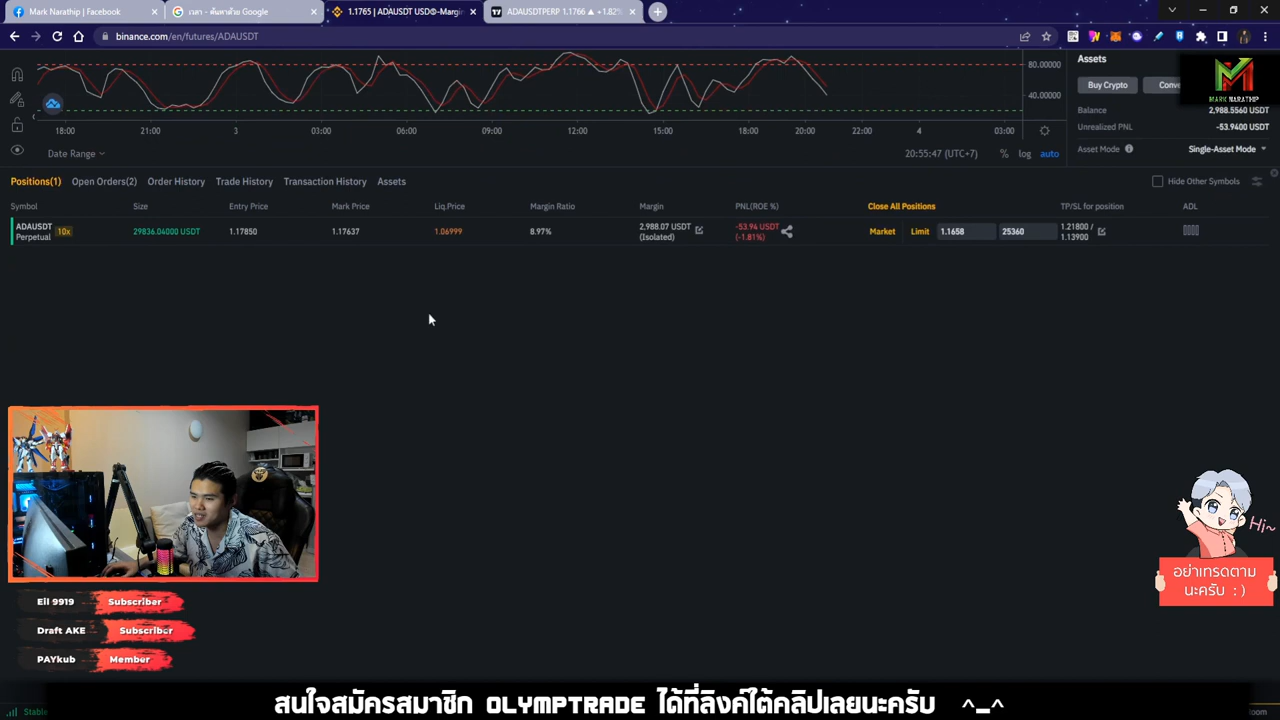 Mark Narathip | Facebook
เวลา - ค้นหาด้วย Google
1.1765 | ADAUSDT USDⓈ-Margin
ADAUSDTPERP 1.1766 ▲ +1.82%
binance.com/en/futures/ADAUSDT
80.00000
40.00000
18:00 21:00 3 03:00 06:00 09:00 12:00 15:00 18:00 20:00 22:00 4 03:00
Date Range
20:55:47 (UTC+7) % log auto
Assets
Buy Crypto Conve
MARK NARATHIP
Balance 2,988.5560 USDT
Unrealized PNL -53.9400 USDT
Asset Mode Single-Asset Mode
Positions(1) Open Orders(2) Order History Trade History Transaction History Assets
Hide Other Symbols
Symbol Size Entry Price Mark Price Liq.Price Margin Ratio Margin PNL(ROE %) Close All Positions TP/SL for position ADL
ADAUSDT Perpetual 10x 29836.04000 USDT 1.17850 1.17637 1.06999 8.97% 2,988.07 USDT (Isolated) -53.94 USDT (-1.81%) Market Limit 1.1658 25360 1.21800 / 1.13900
Hi~
อย่าเทรดตาม
นะครับ : )
Eil 9919 Subscriber
Draft AKE Subscriber
PAYkub Member
สนใจสมัครสมาชิก OLYMPTRADE ได้ที่ลิงค์ใต้คลิปเลยนะครับ ^_^
Stable